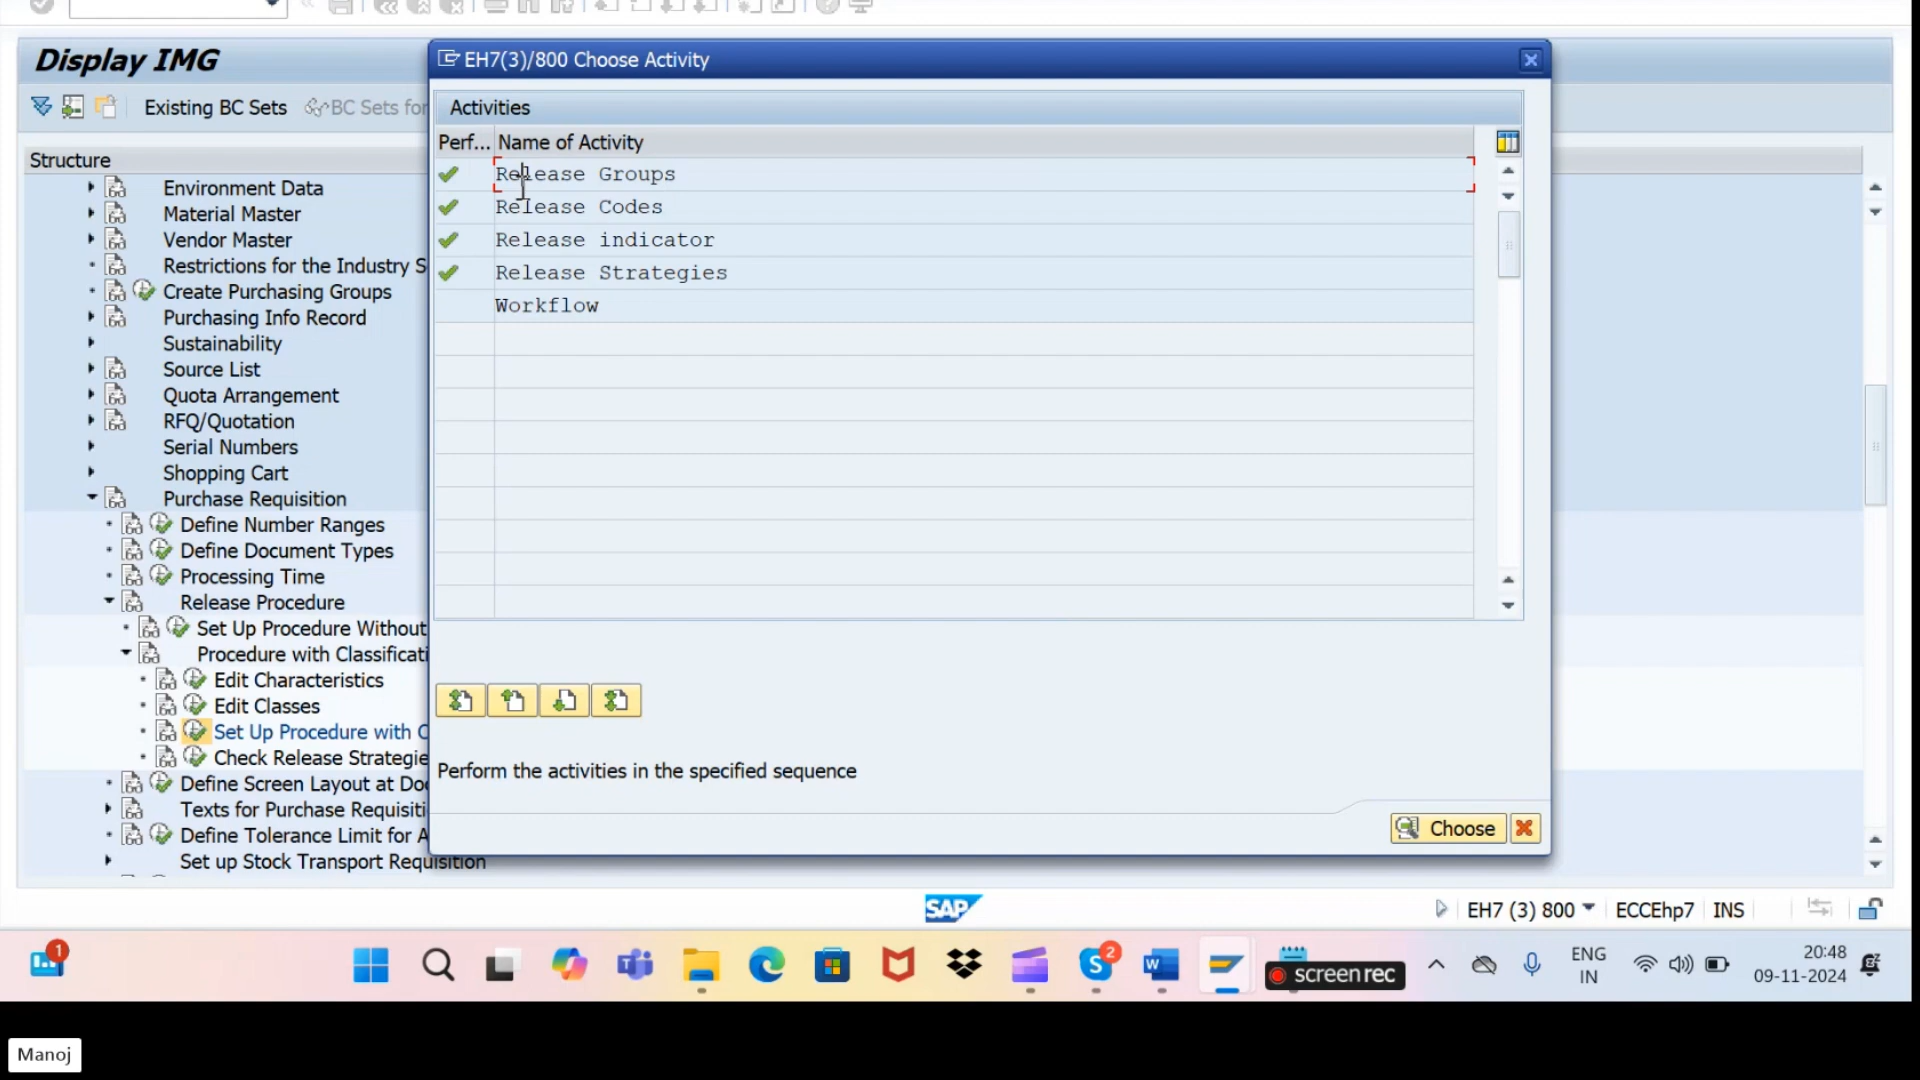 Display IMG
EH7(3)/800 Choose Activity
Existing BC Sets
BC Sets for
Activities
Perf... Name of Activity
Structure
Release Groups
Release Codes
Release indicator
Release Strategies
Workflow
Environment Data
Material Master
Vendor Master
Restrictions for the Industry S
Create Purchasing Groups
Purchasing Info Record
Sustainability
Source List
Quota Arrangement
RFQ/Quotation
Serial Numbers
Shopping Cart
Purchase Requisition
Define Number Ranges
Define Document Types
Processing Time
Release Procedure
Set Up Procedure Without
Procedure with Classificati
Edit Characteristics
Edit Classes
Set Up Procedure with C
Check Release Strategie
Define Screen Layout at Do
Texts for Purchase Requisiti
Define Tolerance Limit for A
Set up Stock Transport Requisition
Perform the activities in the specified sequence
Choose
SAP
EH7 (3) 800 ECCEhp7 INS
1
2
screenrec
ENG
IN
20:48
09-11-2024
Manoj